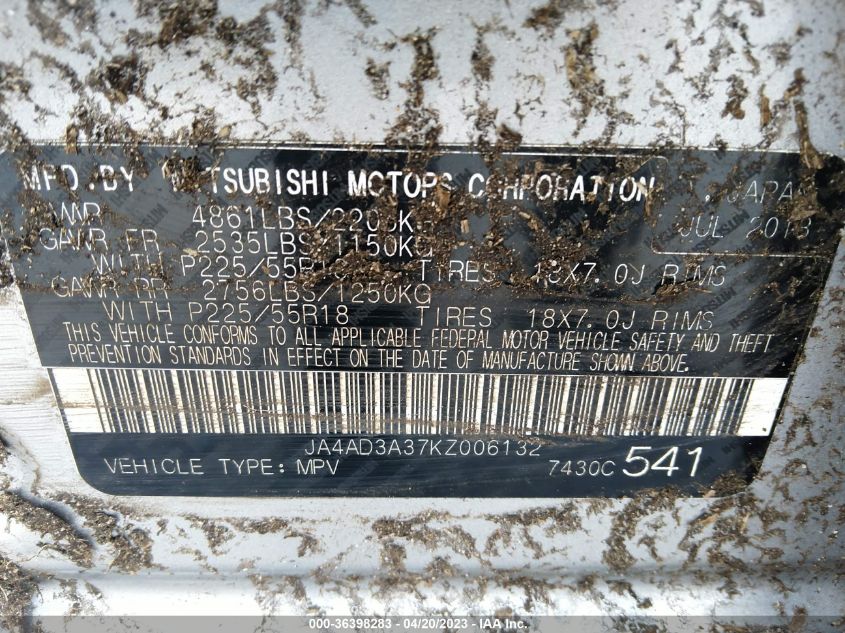 MFD.BY MITSUBISHI MOTORS CORPORATION JAPAN
4861LBS/2205KG JUL 2018
GAWR FR 2535LBS/1150KG
WITH P225/55R18 TIRES 18X7.0J RIMS
GAWR RR 2756LBS/1250KG
WITH P225/55R18 TIRES 18X7.0J RIMS
THIS VEHICLE CONFORMS TO ALL APPLICABLE FEDERAL MOTOR VEHICLE SAFETY AND THEFT
PREVENTION STANDARDS IN EFFECT ON THE DATE OF MANUFACTURE SHOWN ABOVE.
JA4AD3A37KZ006132
VEHICLE TYPE: MPV 7430C 541
000-36398283 - 04/20/2023 - IAAI.COM